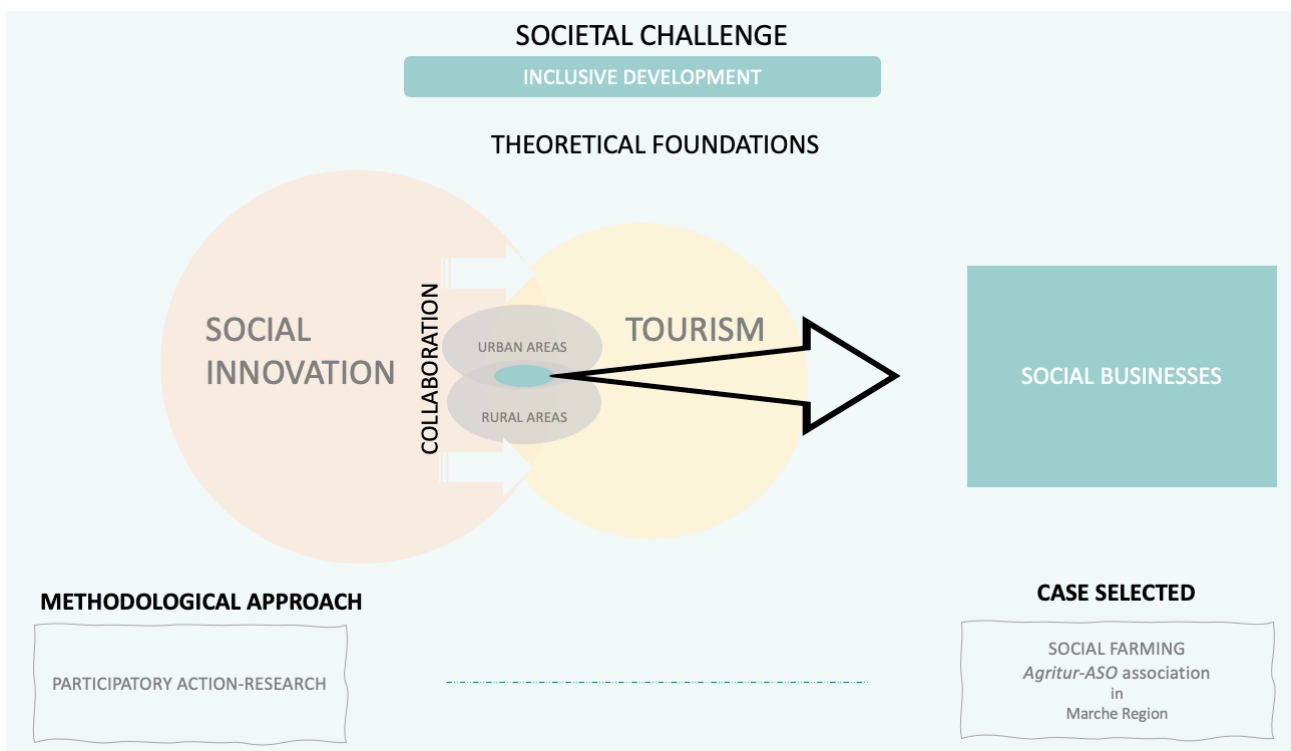 SOCIETAL CHALLENGE
INCLUSIVE DEVELOPMENT
THEORETICAL FOUNDATIONS
SOCIAL
INNOVATION
COLLABORATION
URBAN AREAS
RURAL AREAS
TOURISM
SOCIAL BUSINESSES
METHODOLOGICAL APPROACH
PARTICIPATORY ACTION-RESEARCH
CASE SELECTED
SOCIAL FARMING
Agritur-ASO association
in
Marche Region